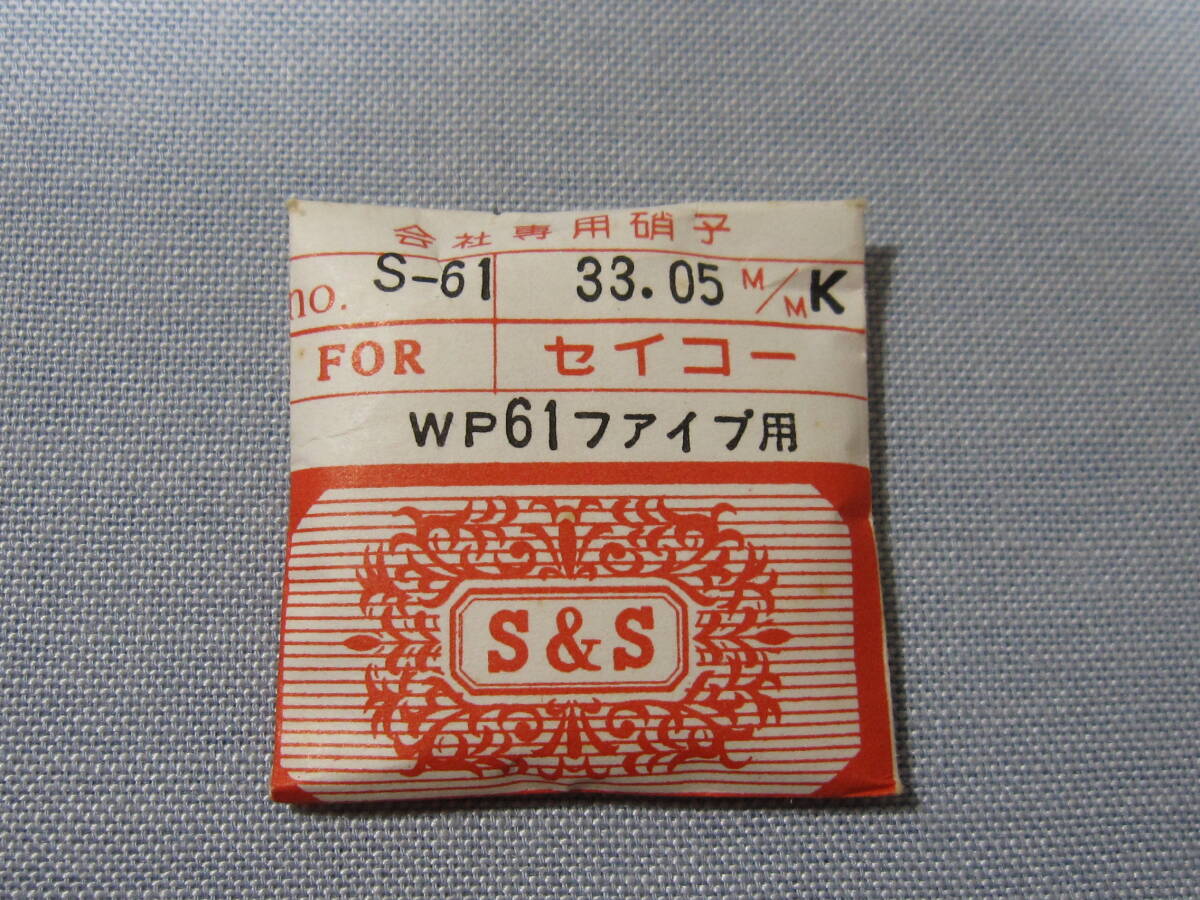 会社専用硝子
no. S-61 33.05 M/M K
FOR セイコー
WP61ファイブ用
S&S